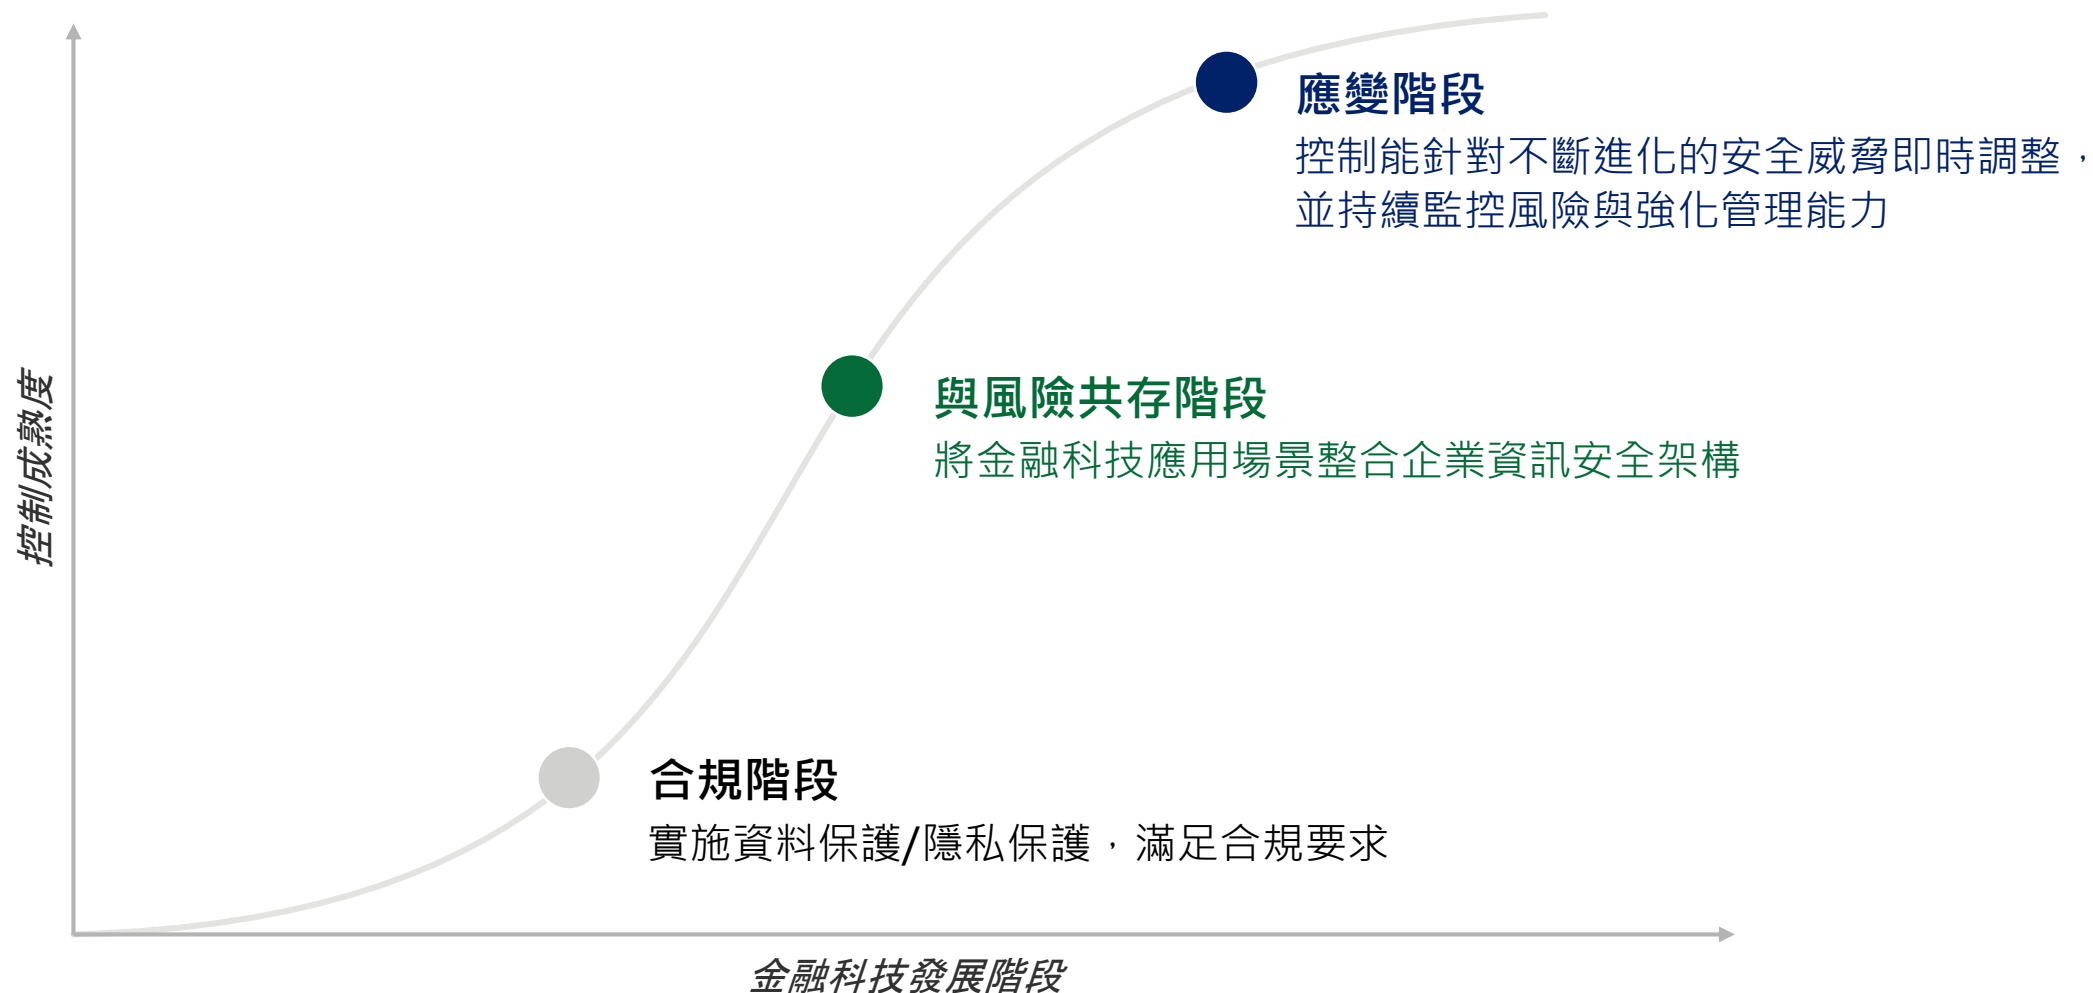 應變階段
控制能針對不斷進化的安全威脅即時調整，
並持續監控風險與強化管理能力
與風險共存階段
將金融科技應用場景整合企業資訊安全架構
控制成熟度
合規階段
實施資料保護/隱私保護，滿足合規要求
金融科技發展階段